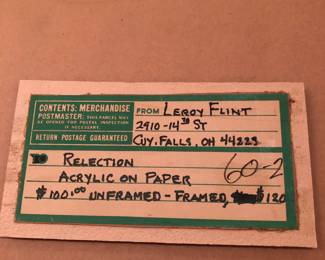 CONTENTS: MERCHANDISE
POSTMASTER: THIS PARCEL MAY
BE OPENED FOR POSTAL INSPECTION
IF NECESSARY.
RETURN POSTAGE GUARANTEED
FROM LEROY FLINT
2910-14TH ST
CUY. FALLS, OH 44223
RELECTION
ACRYLIC ON PAPER
60-2
$100.00 UNFRAMED - FRAMED, $120